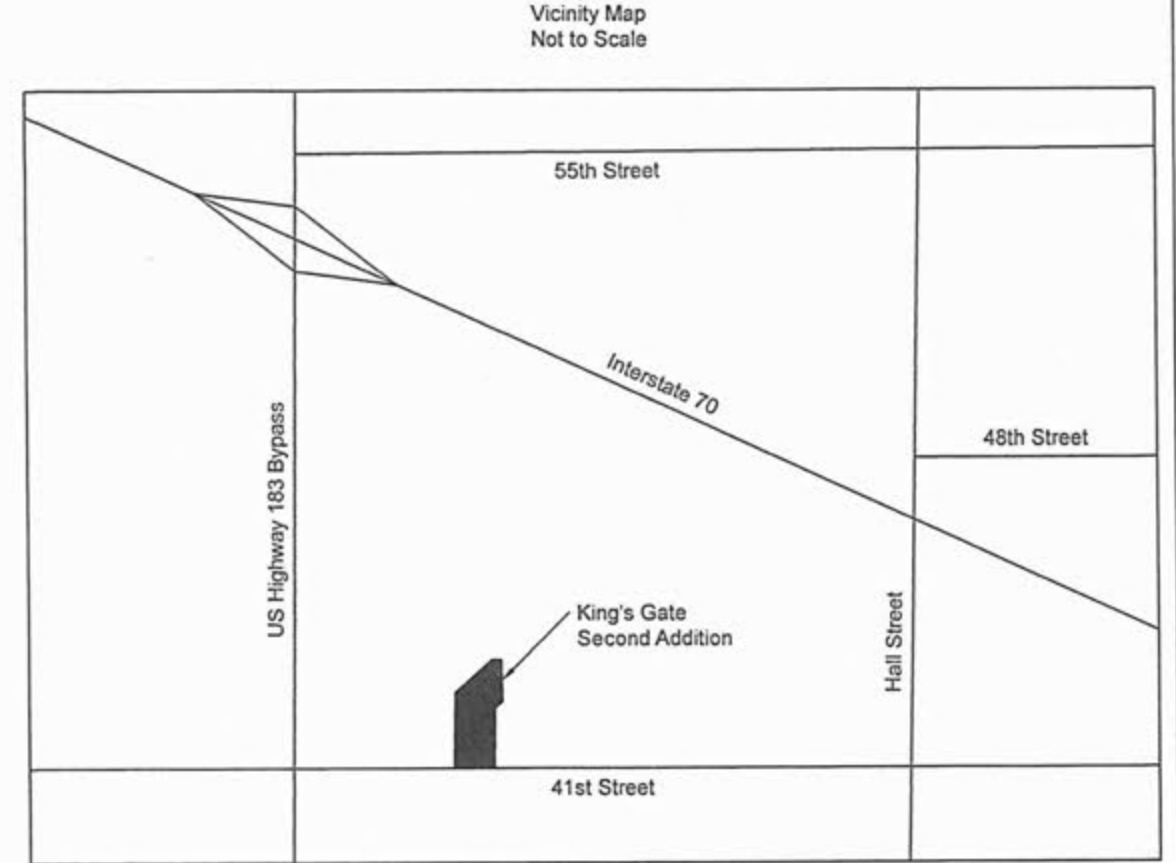 Vicinity Map
Not to Scale
55th Street
Interstate 70
48th Street
US Highway 183 Bypass
King's Gate
Second Addition
Hall Street
41st Street